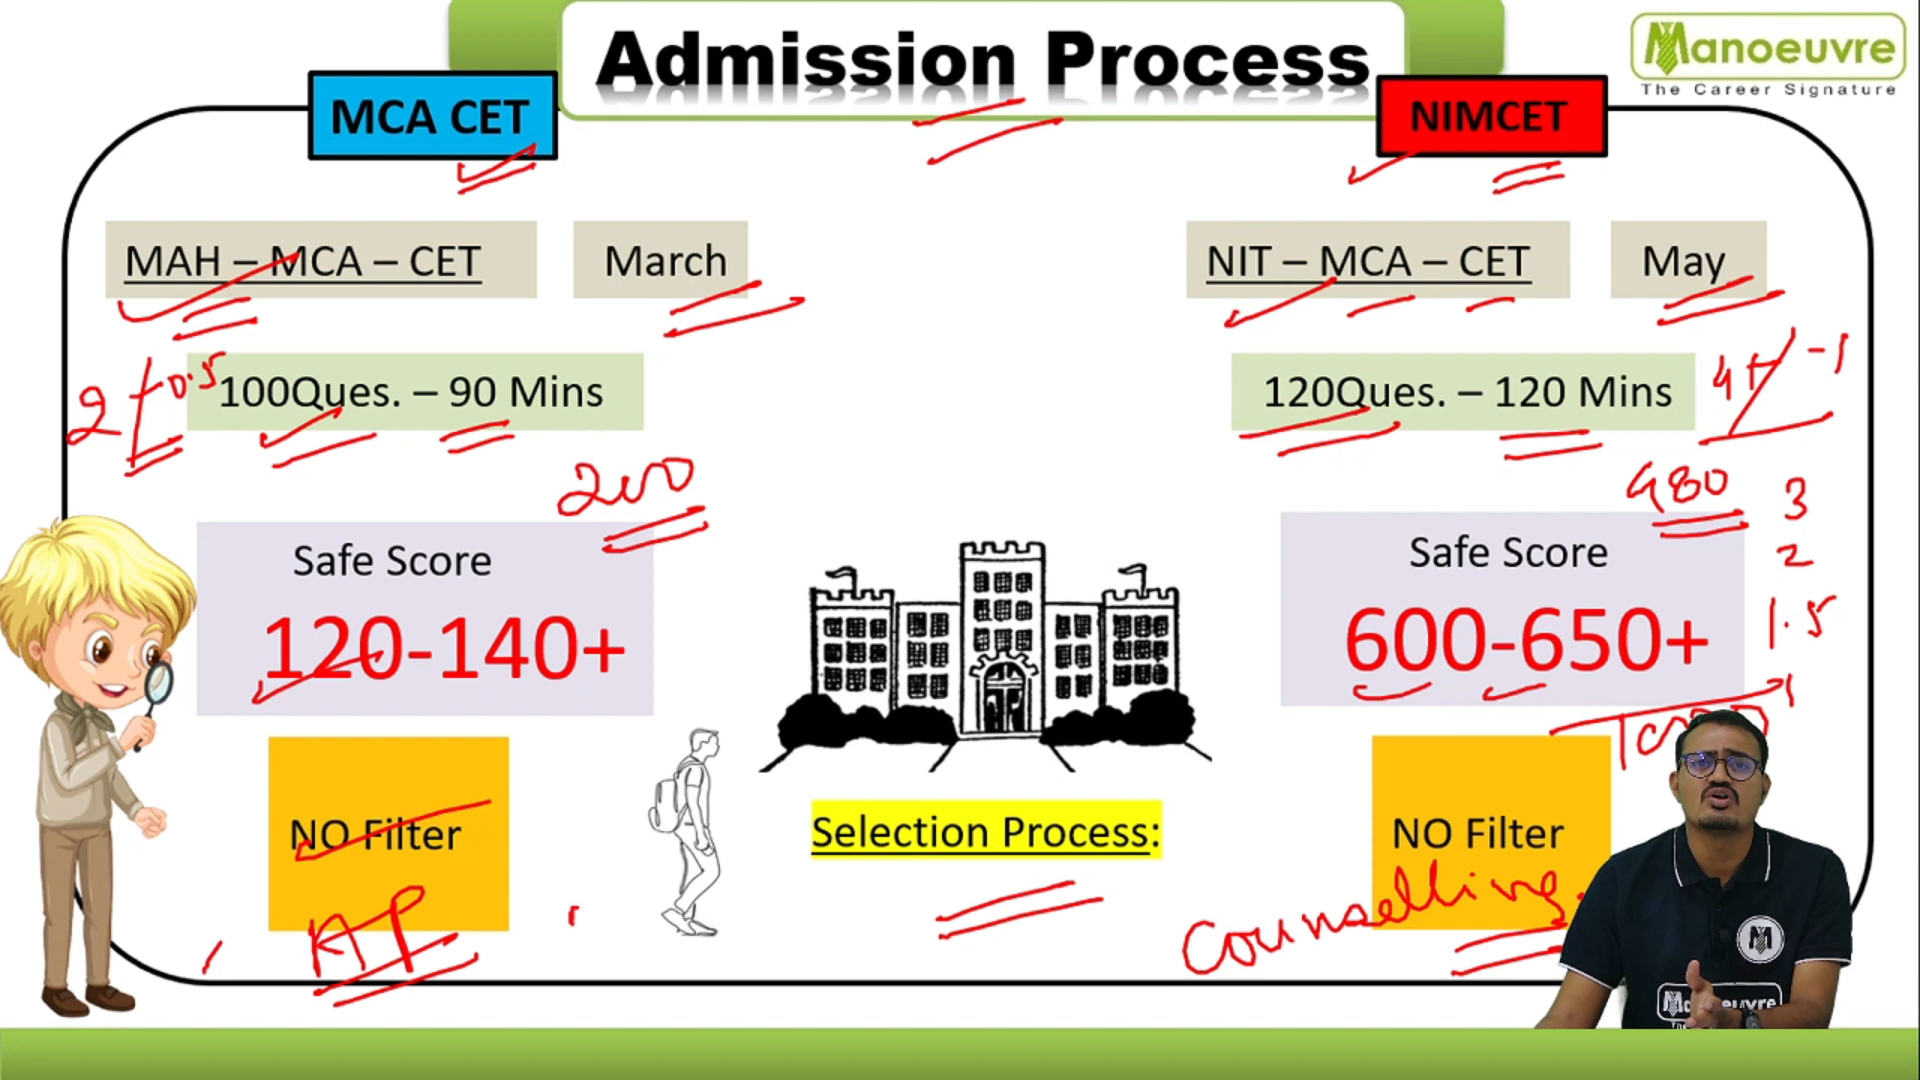 Admission Process
Manoeuvre
The Career Signature
MCA CET
NIMCET
MAH – MCA – CET
March
NIT – MCA – CET
May
2
-0.5
100Ques. – 90 Mins
120Ques. – 120 Mins
4+
-1
200
480
3
2
1.5
1
Safe Score
120-140+
Safe Score
600-650+
NO Filter
Selection Process:
NO Filter
Counselling
M